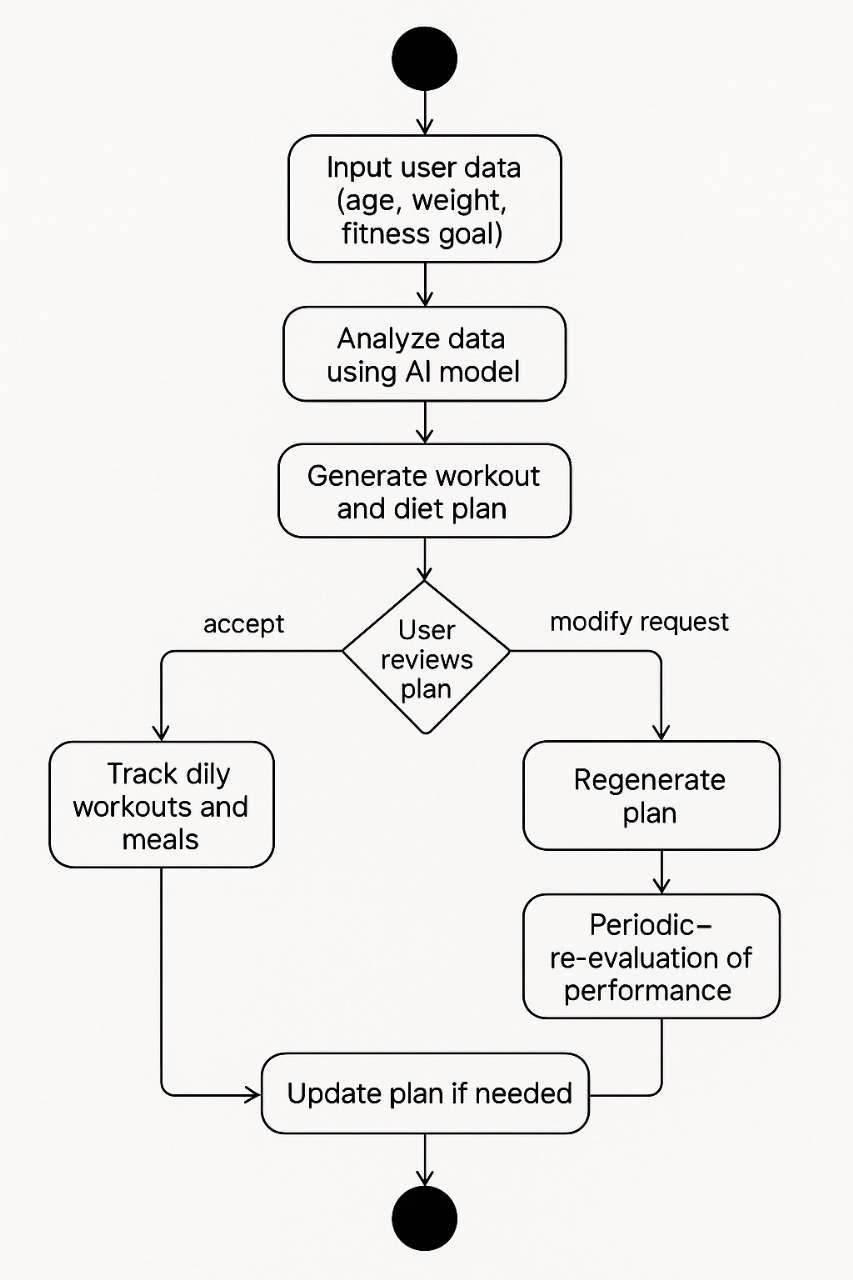 Input user data
(age, weight,
fitness goal)
Analyze data
using AI model
Generate workout
and diet plan
accept
User
reviews
plan
modify request
Track dily
workouts and
meals
Regenerate
plan
Periodic–
re-evaluation of
performance
Update plan if needed